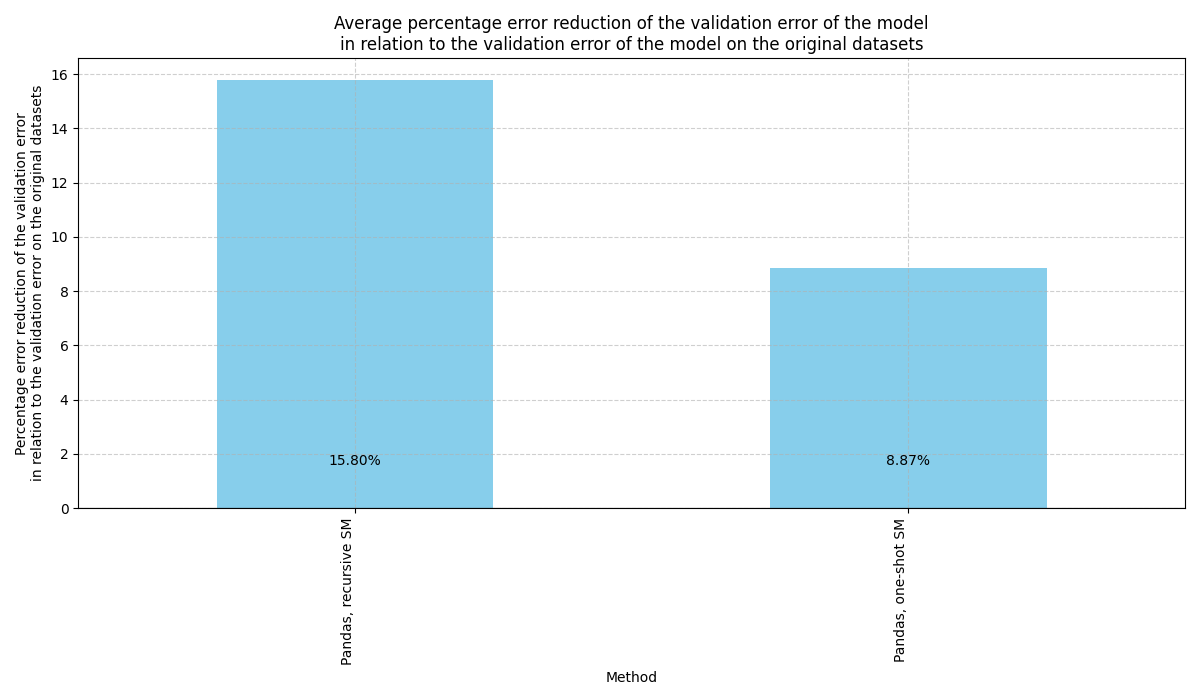 Average percentage error reduction of the validation error of the model
in relation to the validation error of the model on the original datasets
Percentage error reduction of the validation error
in relation to the validation error on the original datasets
16
14
12
10
8
6
4
2
0
15.80%
8.87%
Pandas, recursive SM
Pandas, one-shot SM
Method